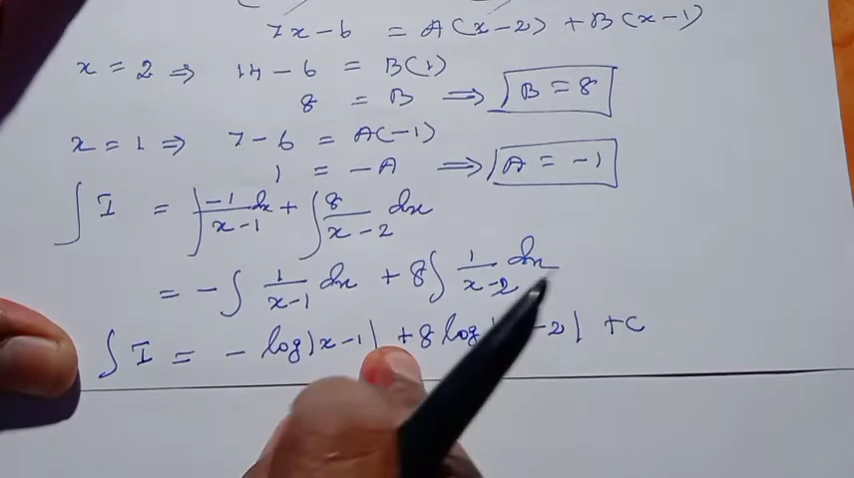 7x-6 = A(x-2) + B(x-1)
x = 2 ⇒ 14-6 = B(1)
8 = B ⇒ B = 8
x = 1 ⇒ 7-6 = A(-1)
1 = -A ⇒ A = -1
∫ I = ∫ -1/x-1 dx + ∫ 8/x-2 dx
= - ∫ 1/x-1 dx + 8 ∫ 1/x-2 dx
∫ I = - log|x-1| + 8 log| -2| + C